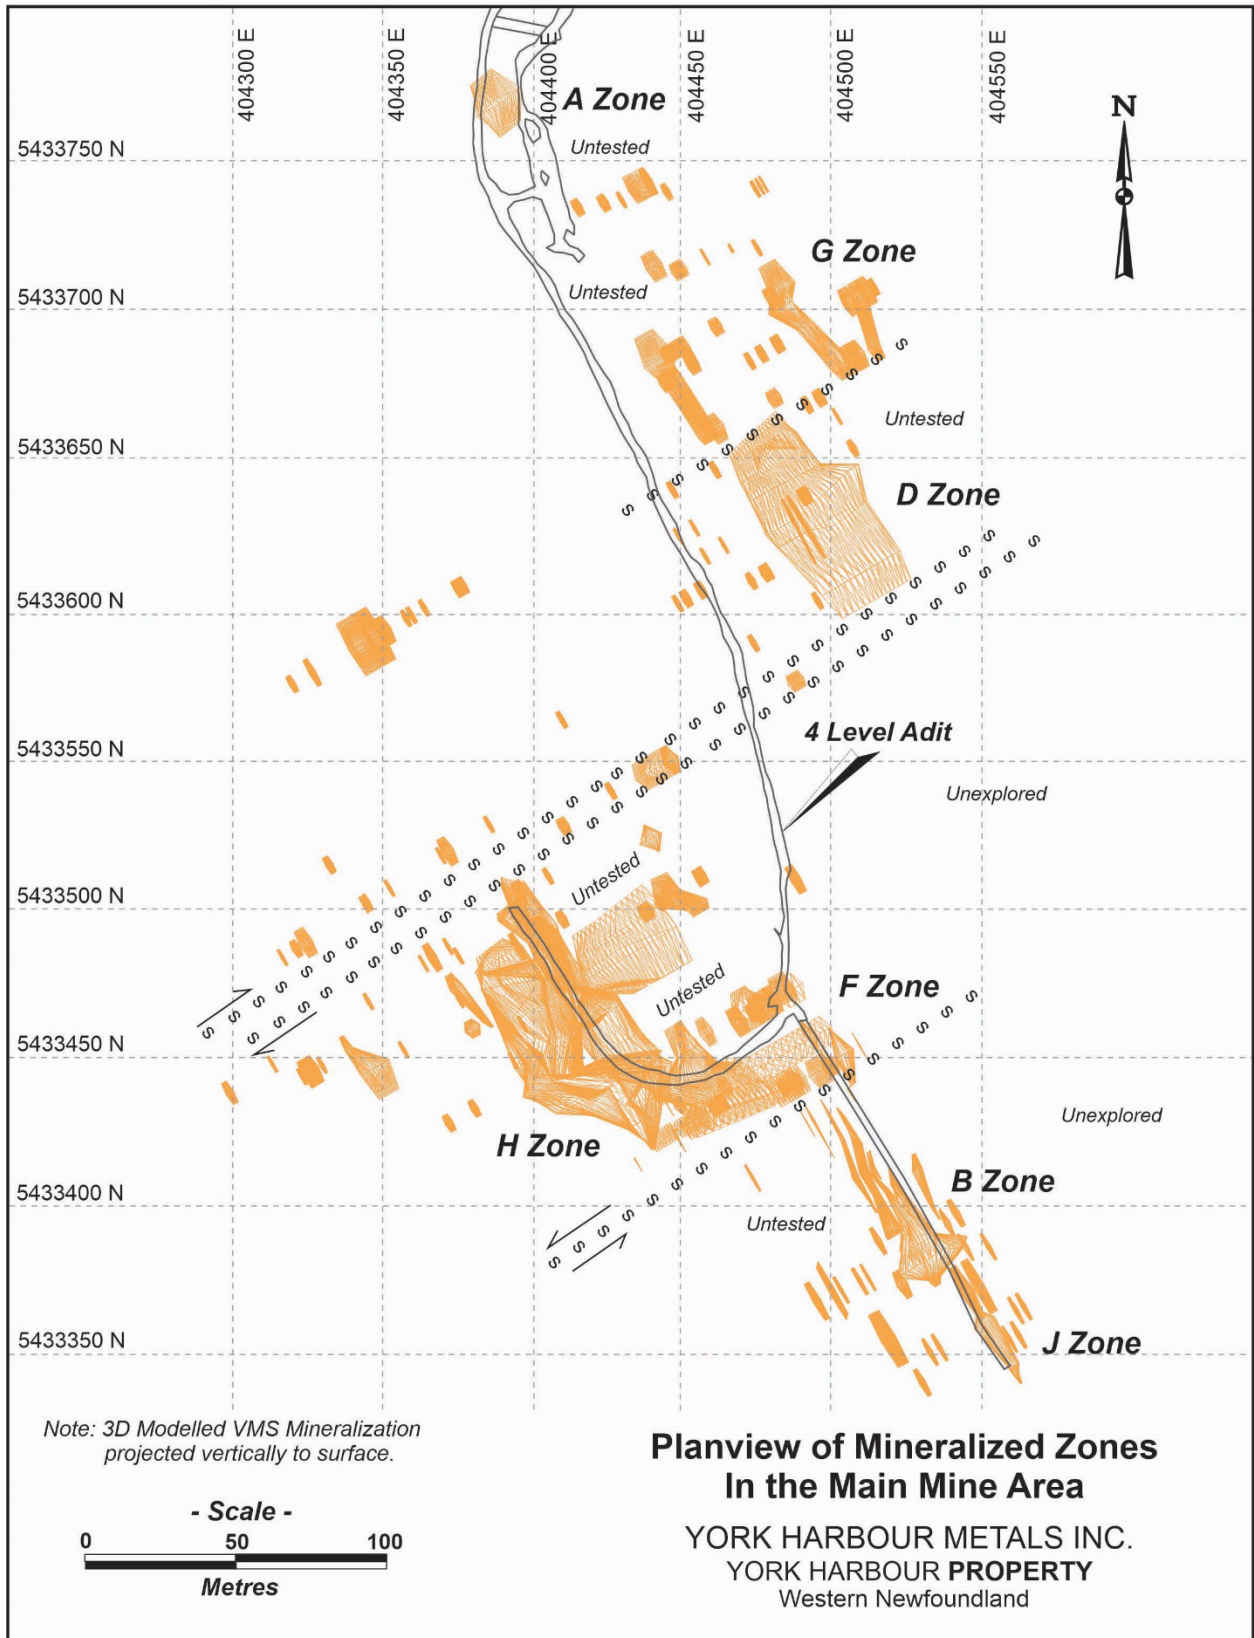 404300 E
404350 E
404400 E
404450 E
404500 E
404550 E
A Zone
N
Untested
5433750 N
G Zone
Untested
5433700 N
S S S S S S S S S S S S
Untested
5433650 N
D Zone
5433600 N
4 Level Adit
5433550 N
Unexplored
Untested
5433500 N
Untested
F Zone
5433450 N
Unexplored
H Zone
B Zone
5433400 N
Untested
5433350 N
J Zone
Note: 3D Modelled VMS Mineralization
projected vertically to surface.
Planview of Mineralized Zones
In the Main Mine Area
- Scale -
0 50 100
Metres
YORK HARBOUR METALS INC.
YORK HARBOUR PROPERTY
Western Newfoundland